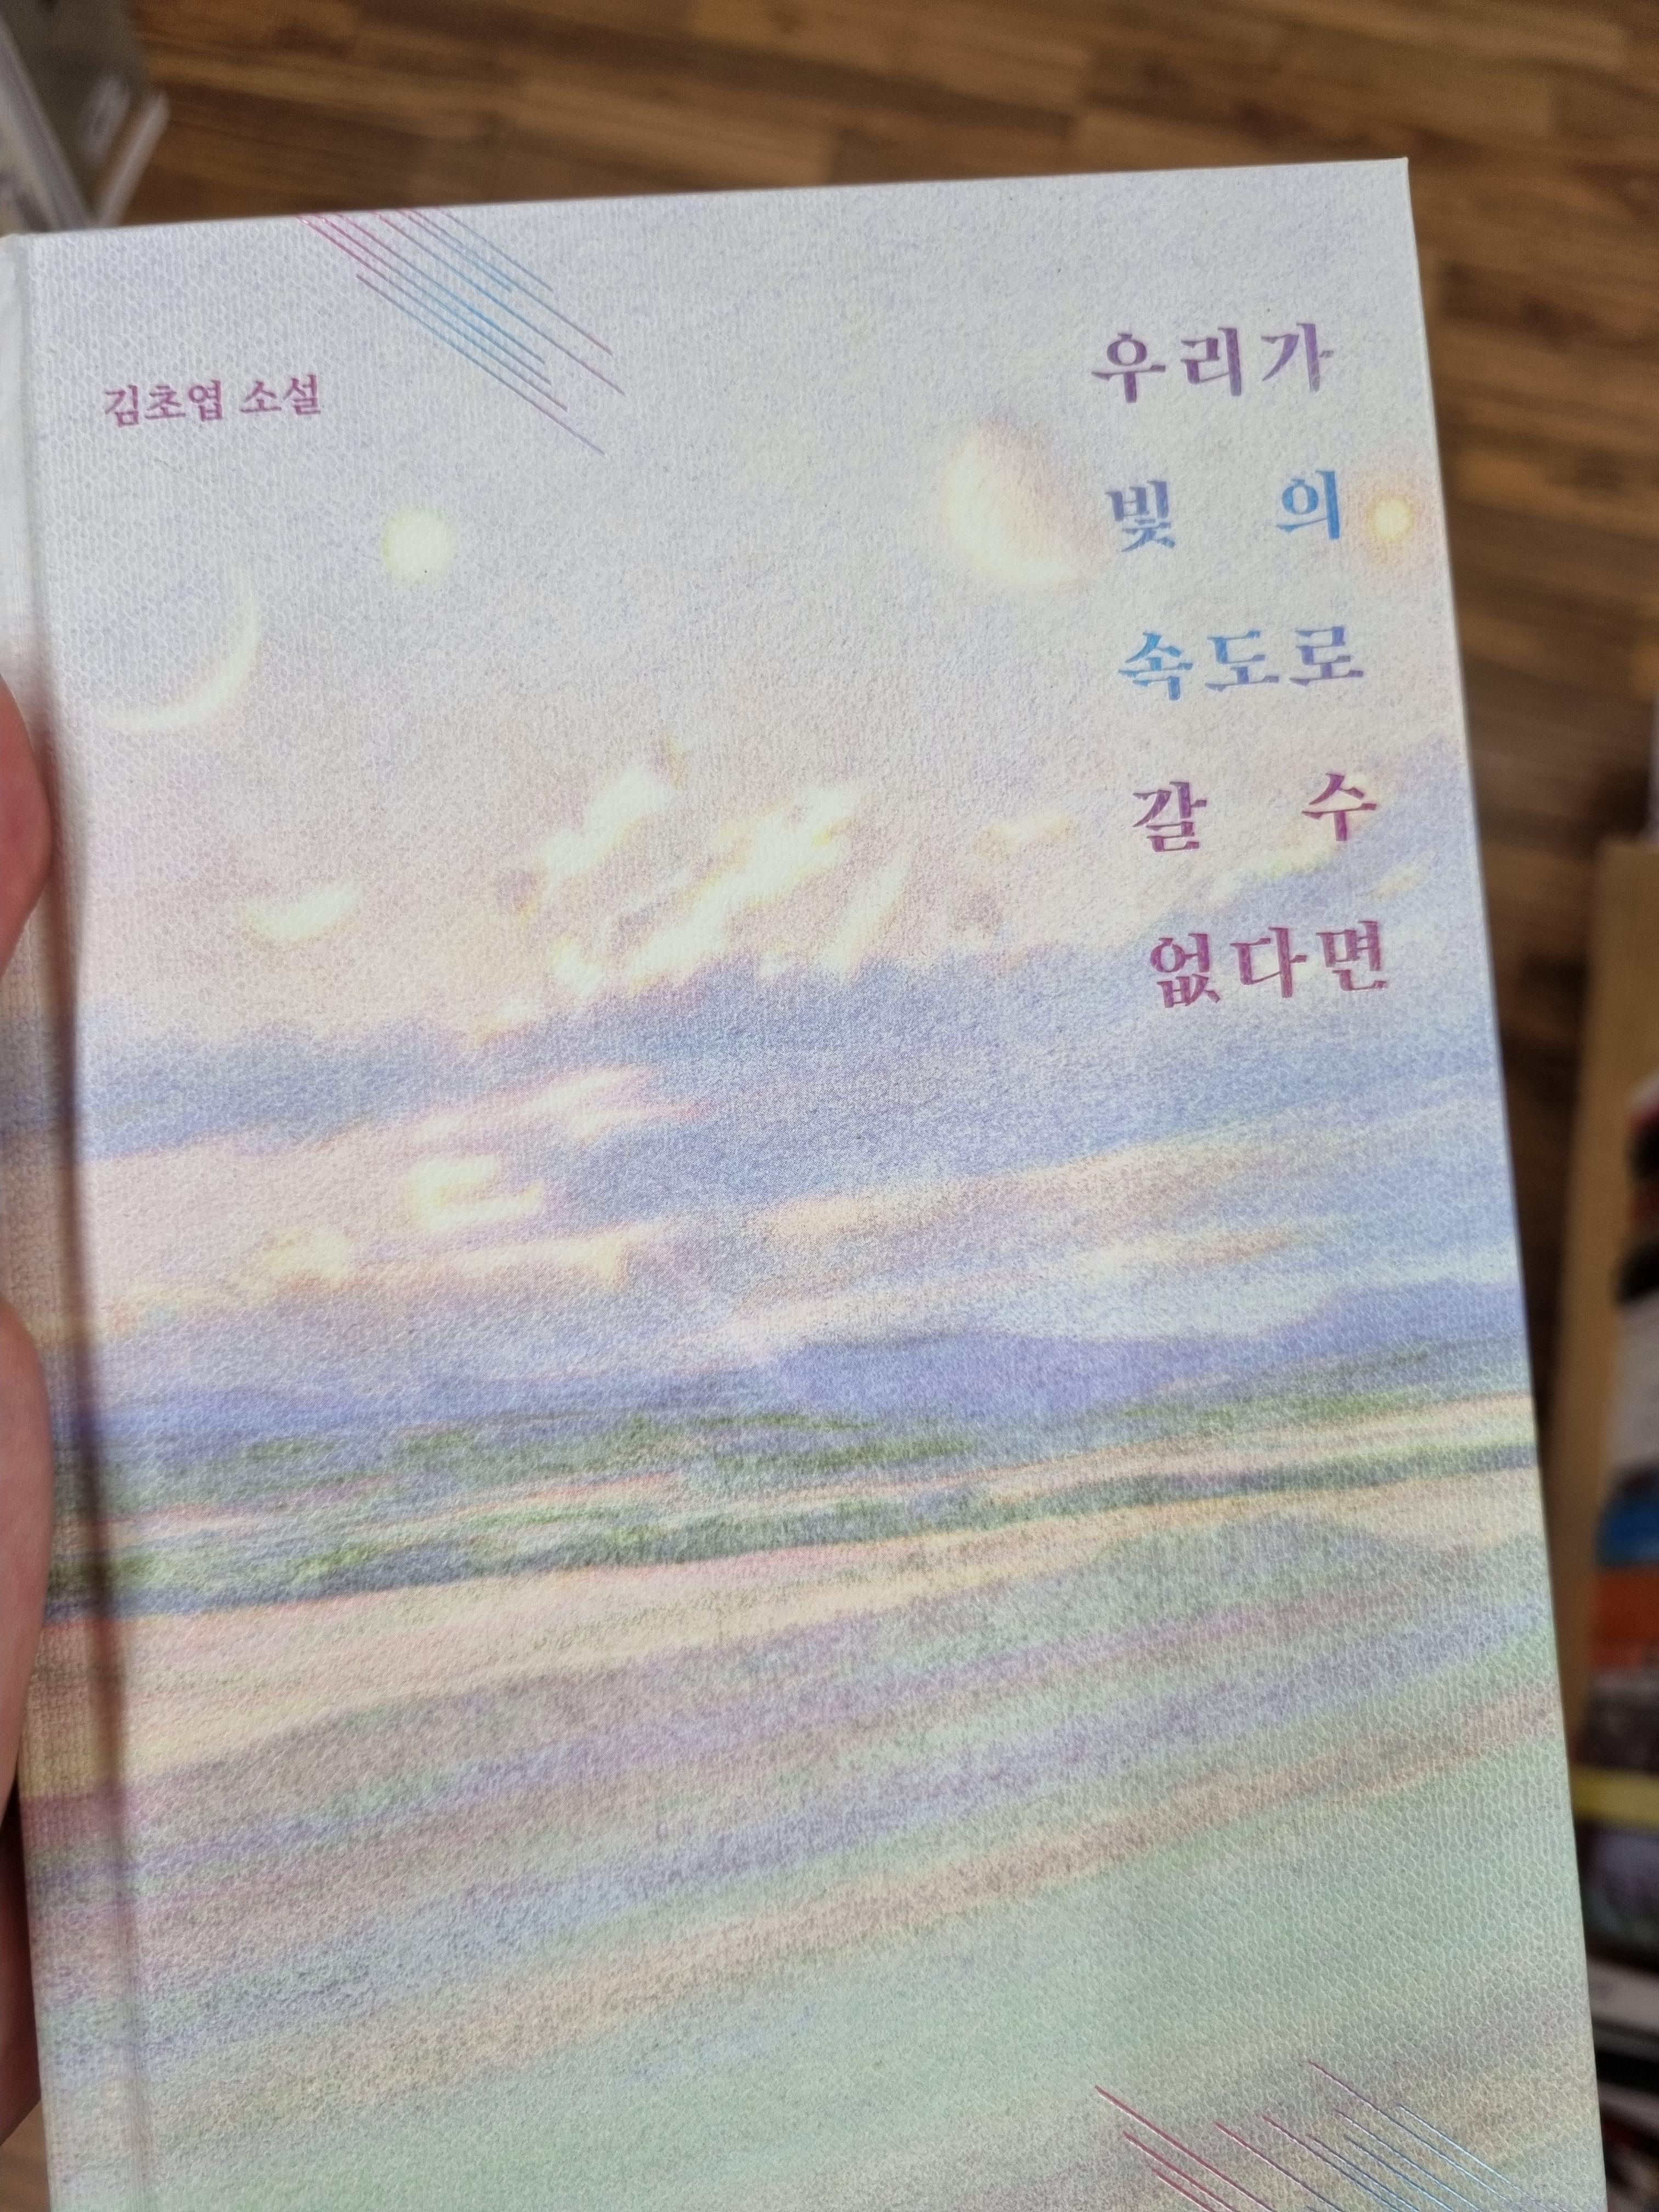 김초엽 소설
우리가
빛 의
속도로
갈 수
없다면